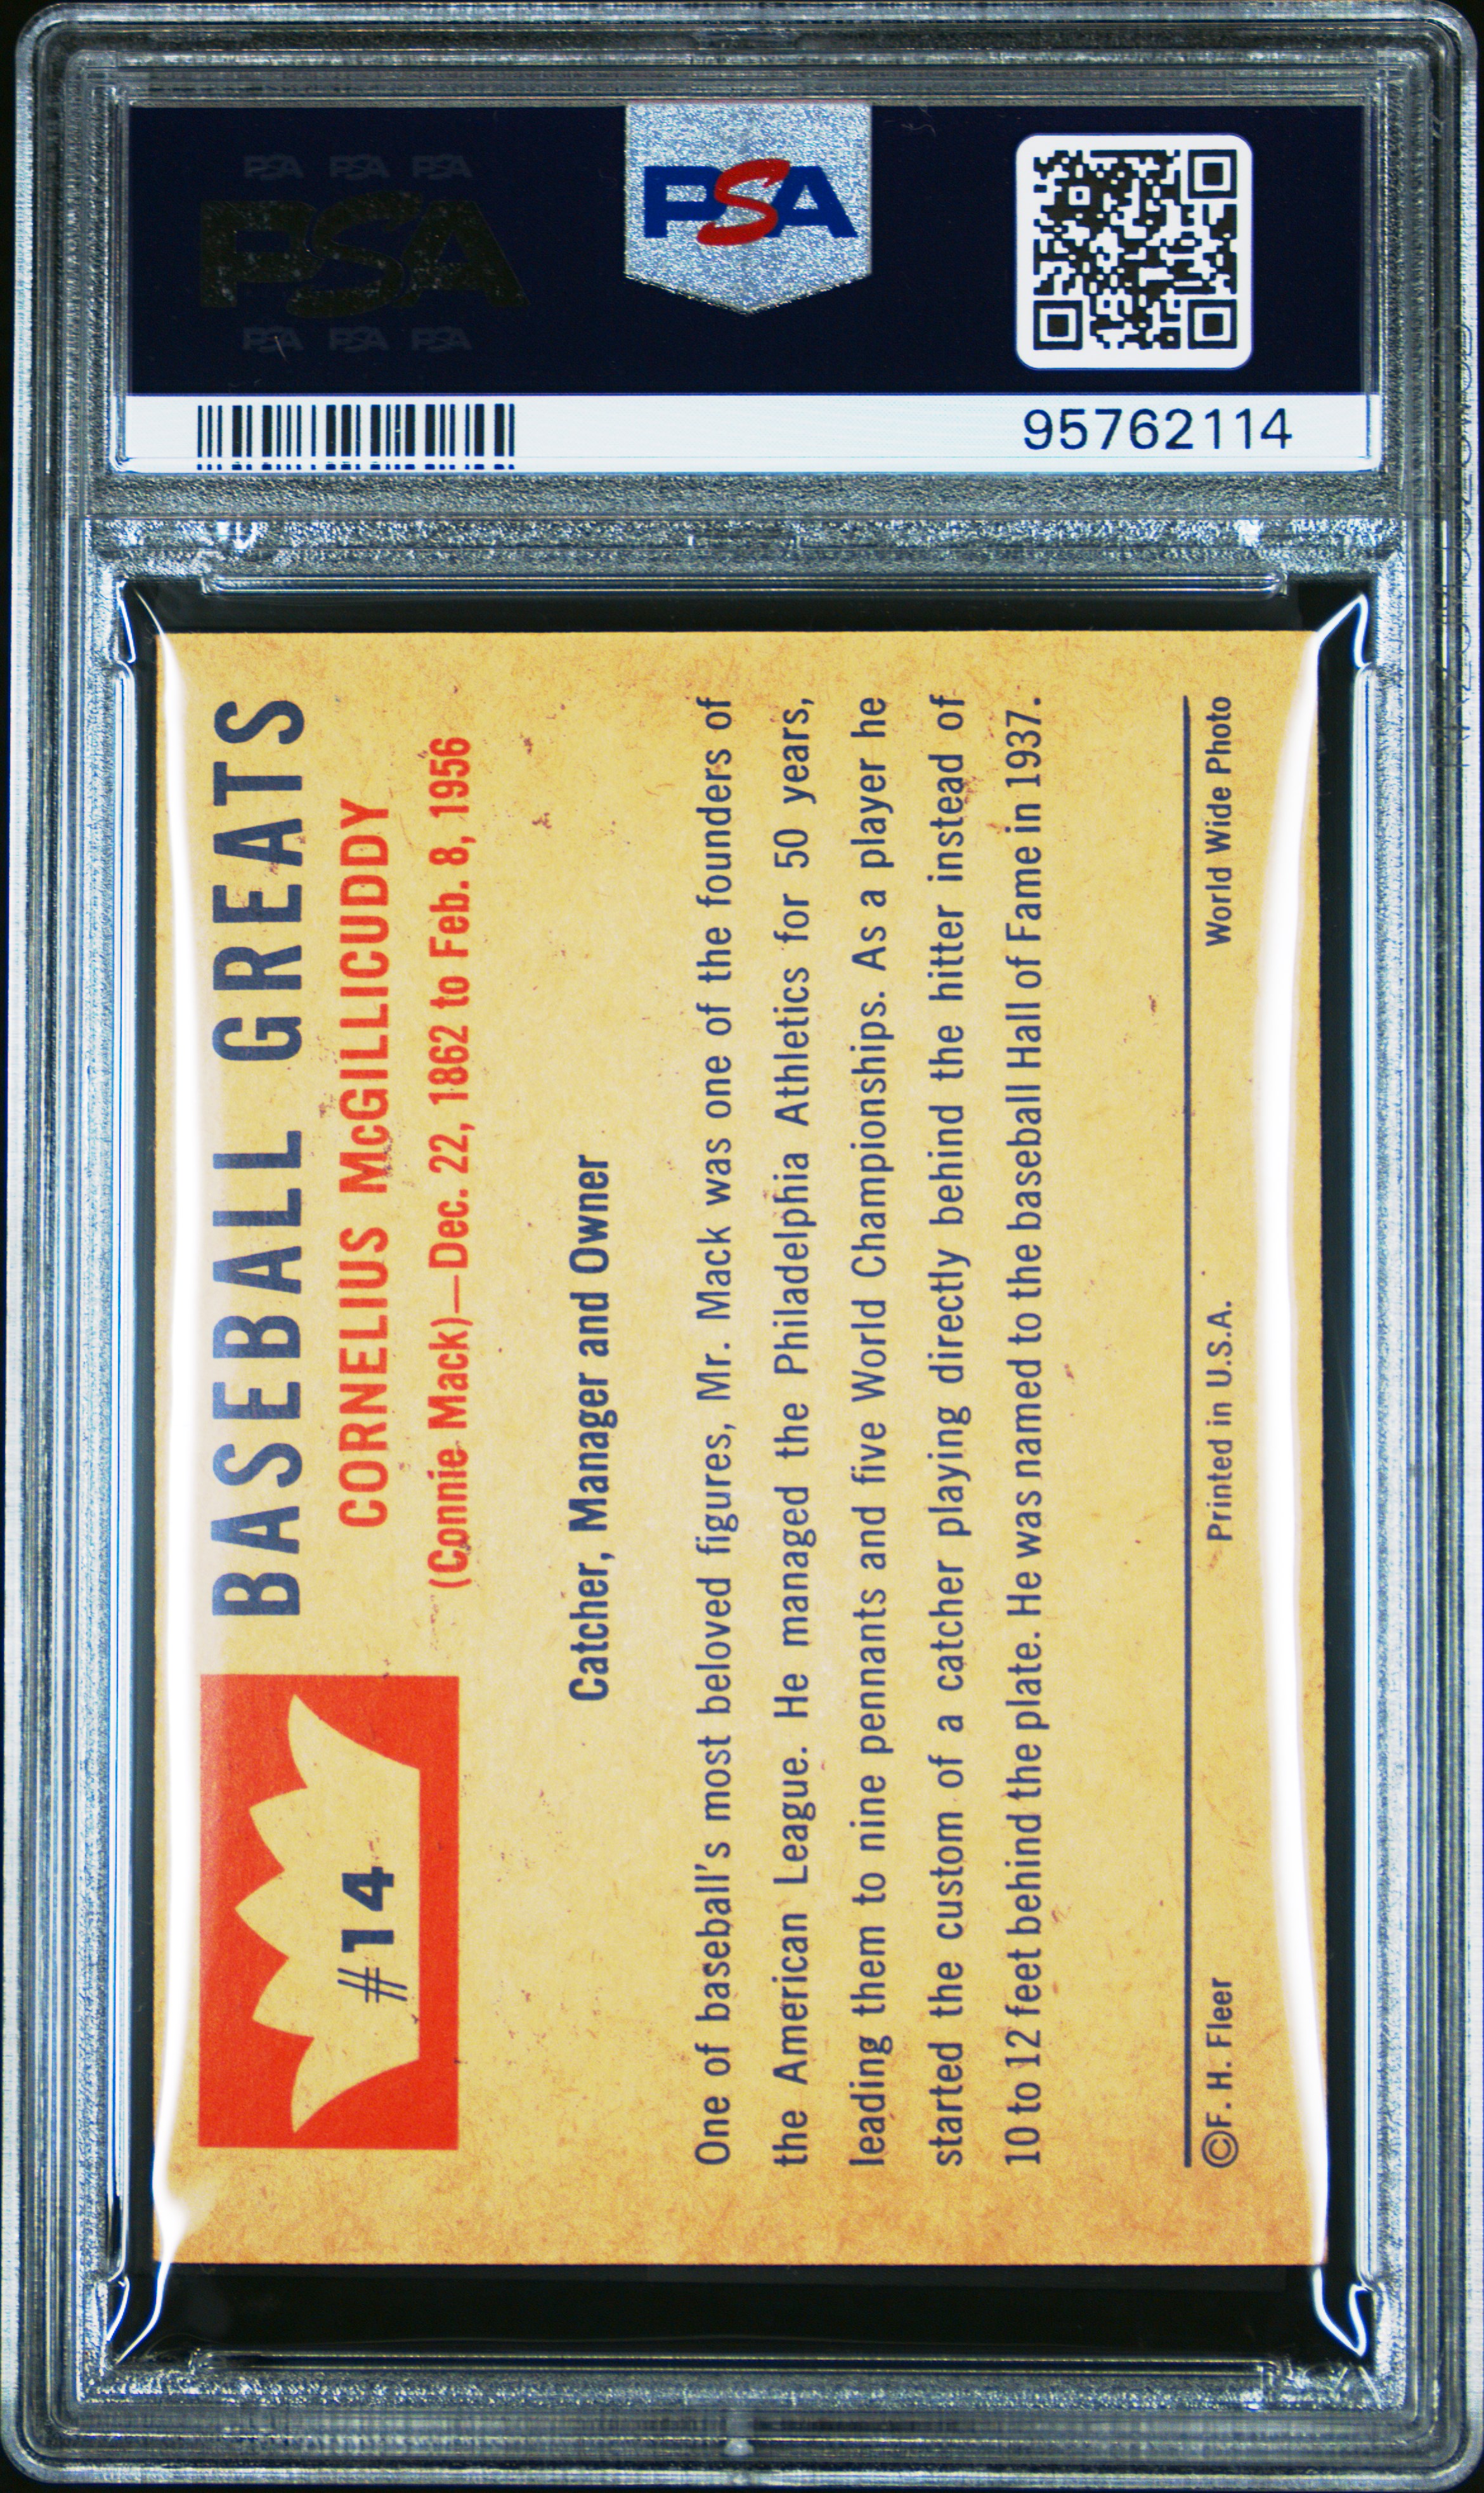 PSA PSA PSA
PSA
PSA PSA PSA
PSA
95762114
#14
BASEBALL GREATS
CORNELIUS McGILLICUDDY
(Connie Mack)—Dec. 22, 1862 to Feb. 8, 1956
Catcher, Manager and Owner
One of baseball's most beloved figures, Mr. Mack was one of the founders of
the American League. He managed the Philadelphia Athletics for 50 years,
leading them to nine pennants and five World Championships. As a player he
started the custom of a catcher playing directly behind the hitter instead of
10 to 12 feet behind the plate. He was named to the baseball Hall of Fame in 1937.
©F. H. Fleer
Printed in U.S.A.
World Wide Photo